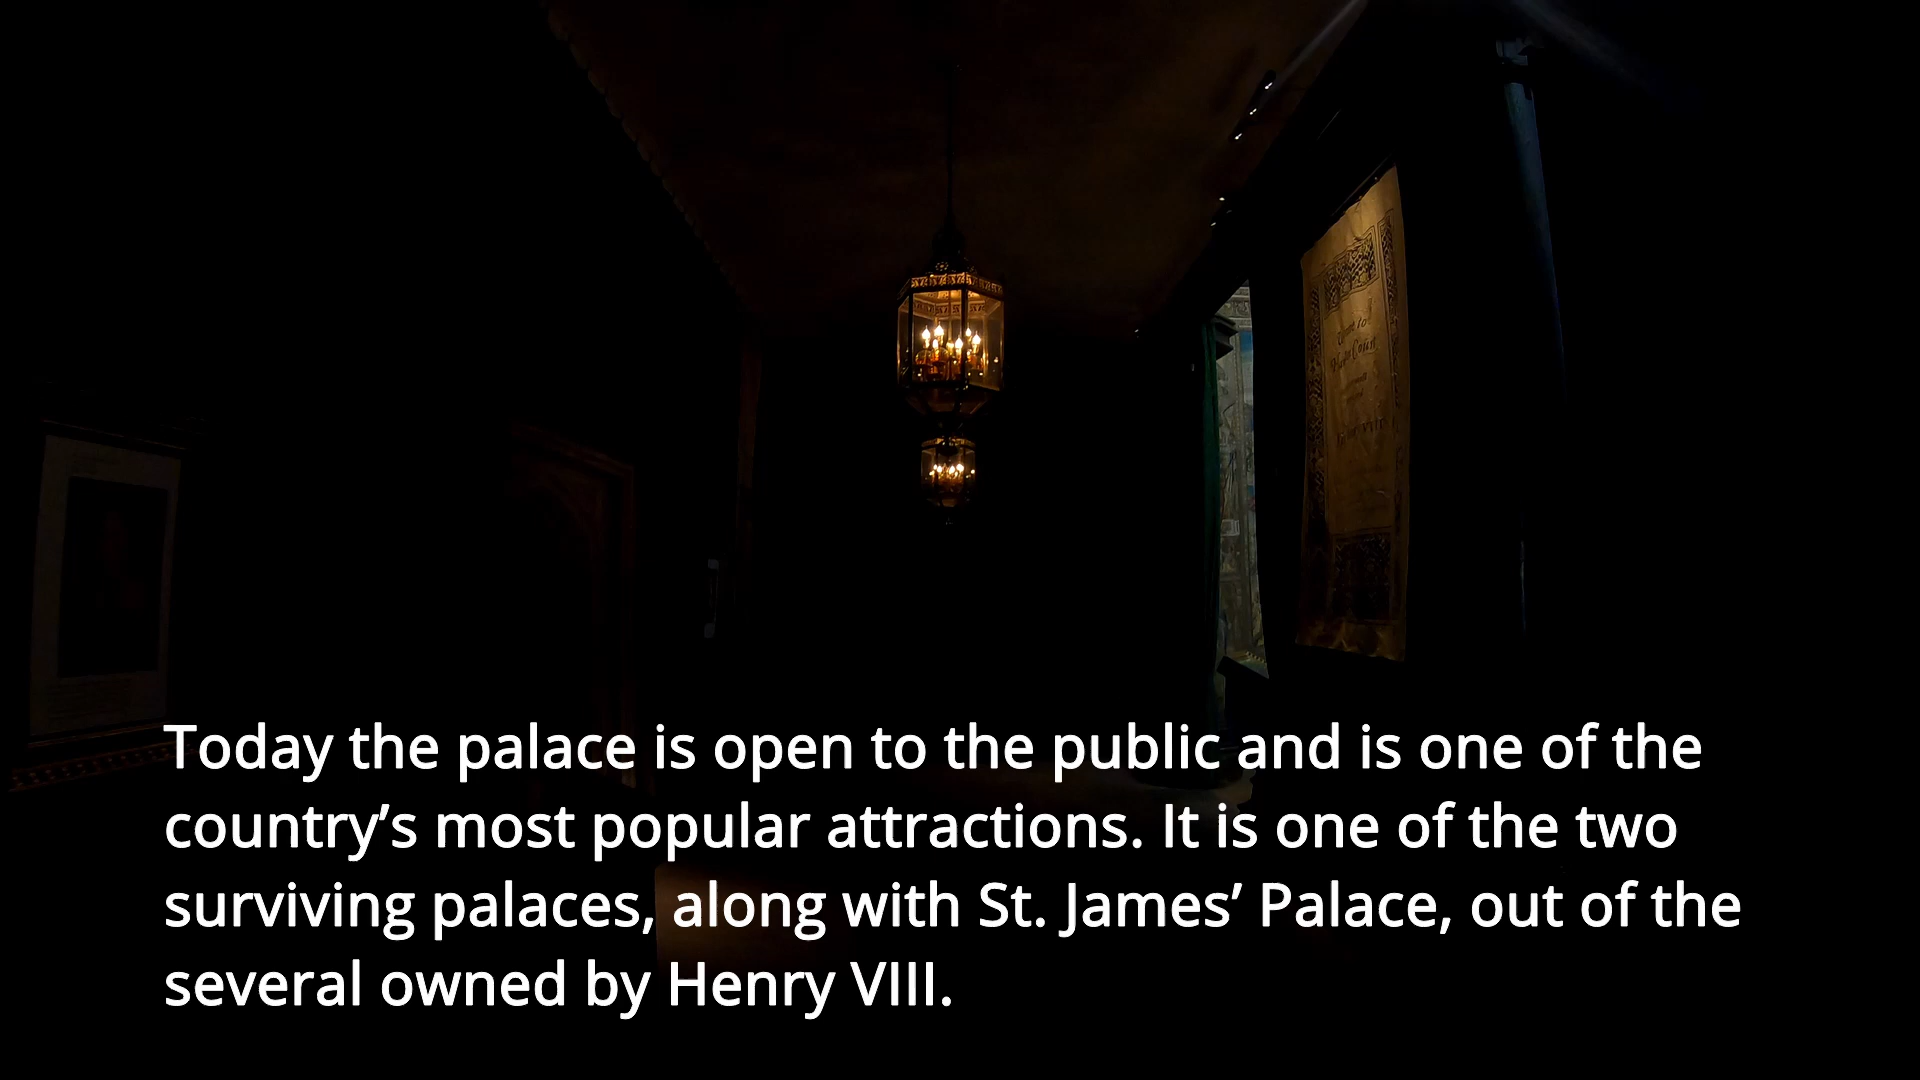 Today the palace is open to the public and is one of the
country’s most popular attractions. It is one of the two
surviving palaces, along with St. James’ Palace, out of the
several owned by Henry VIII.